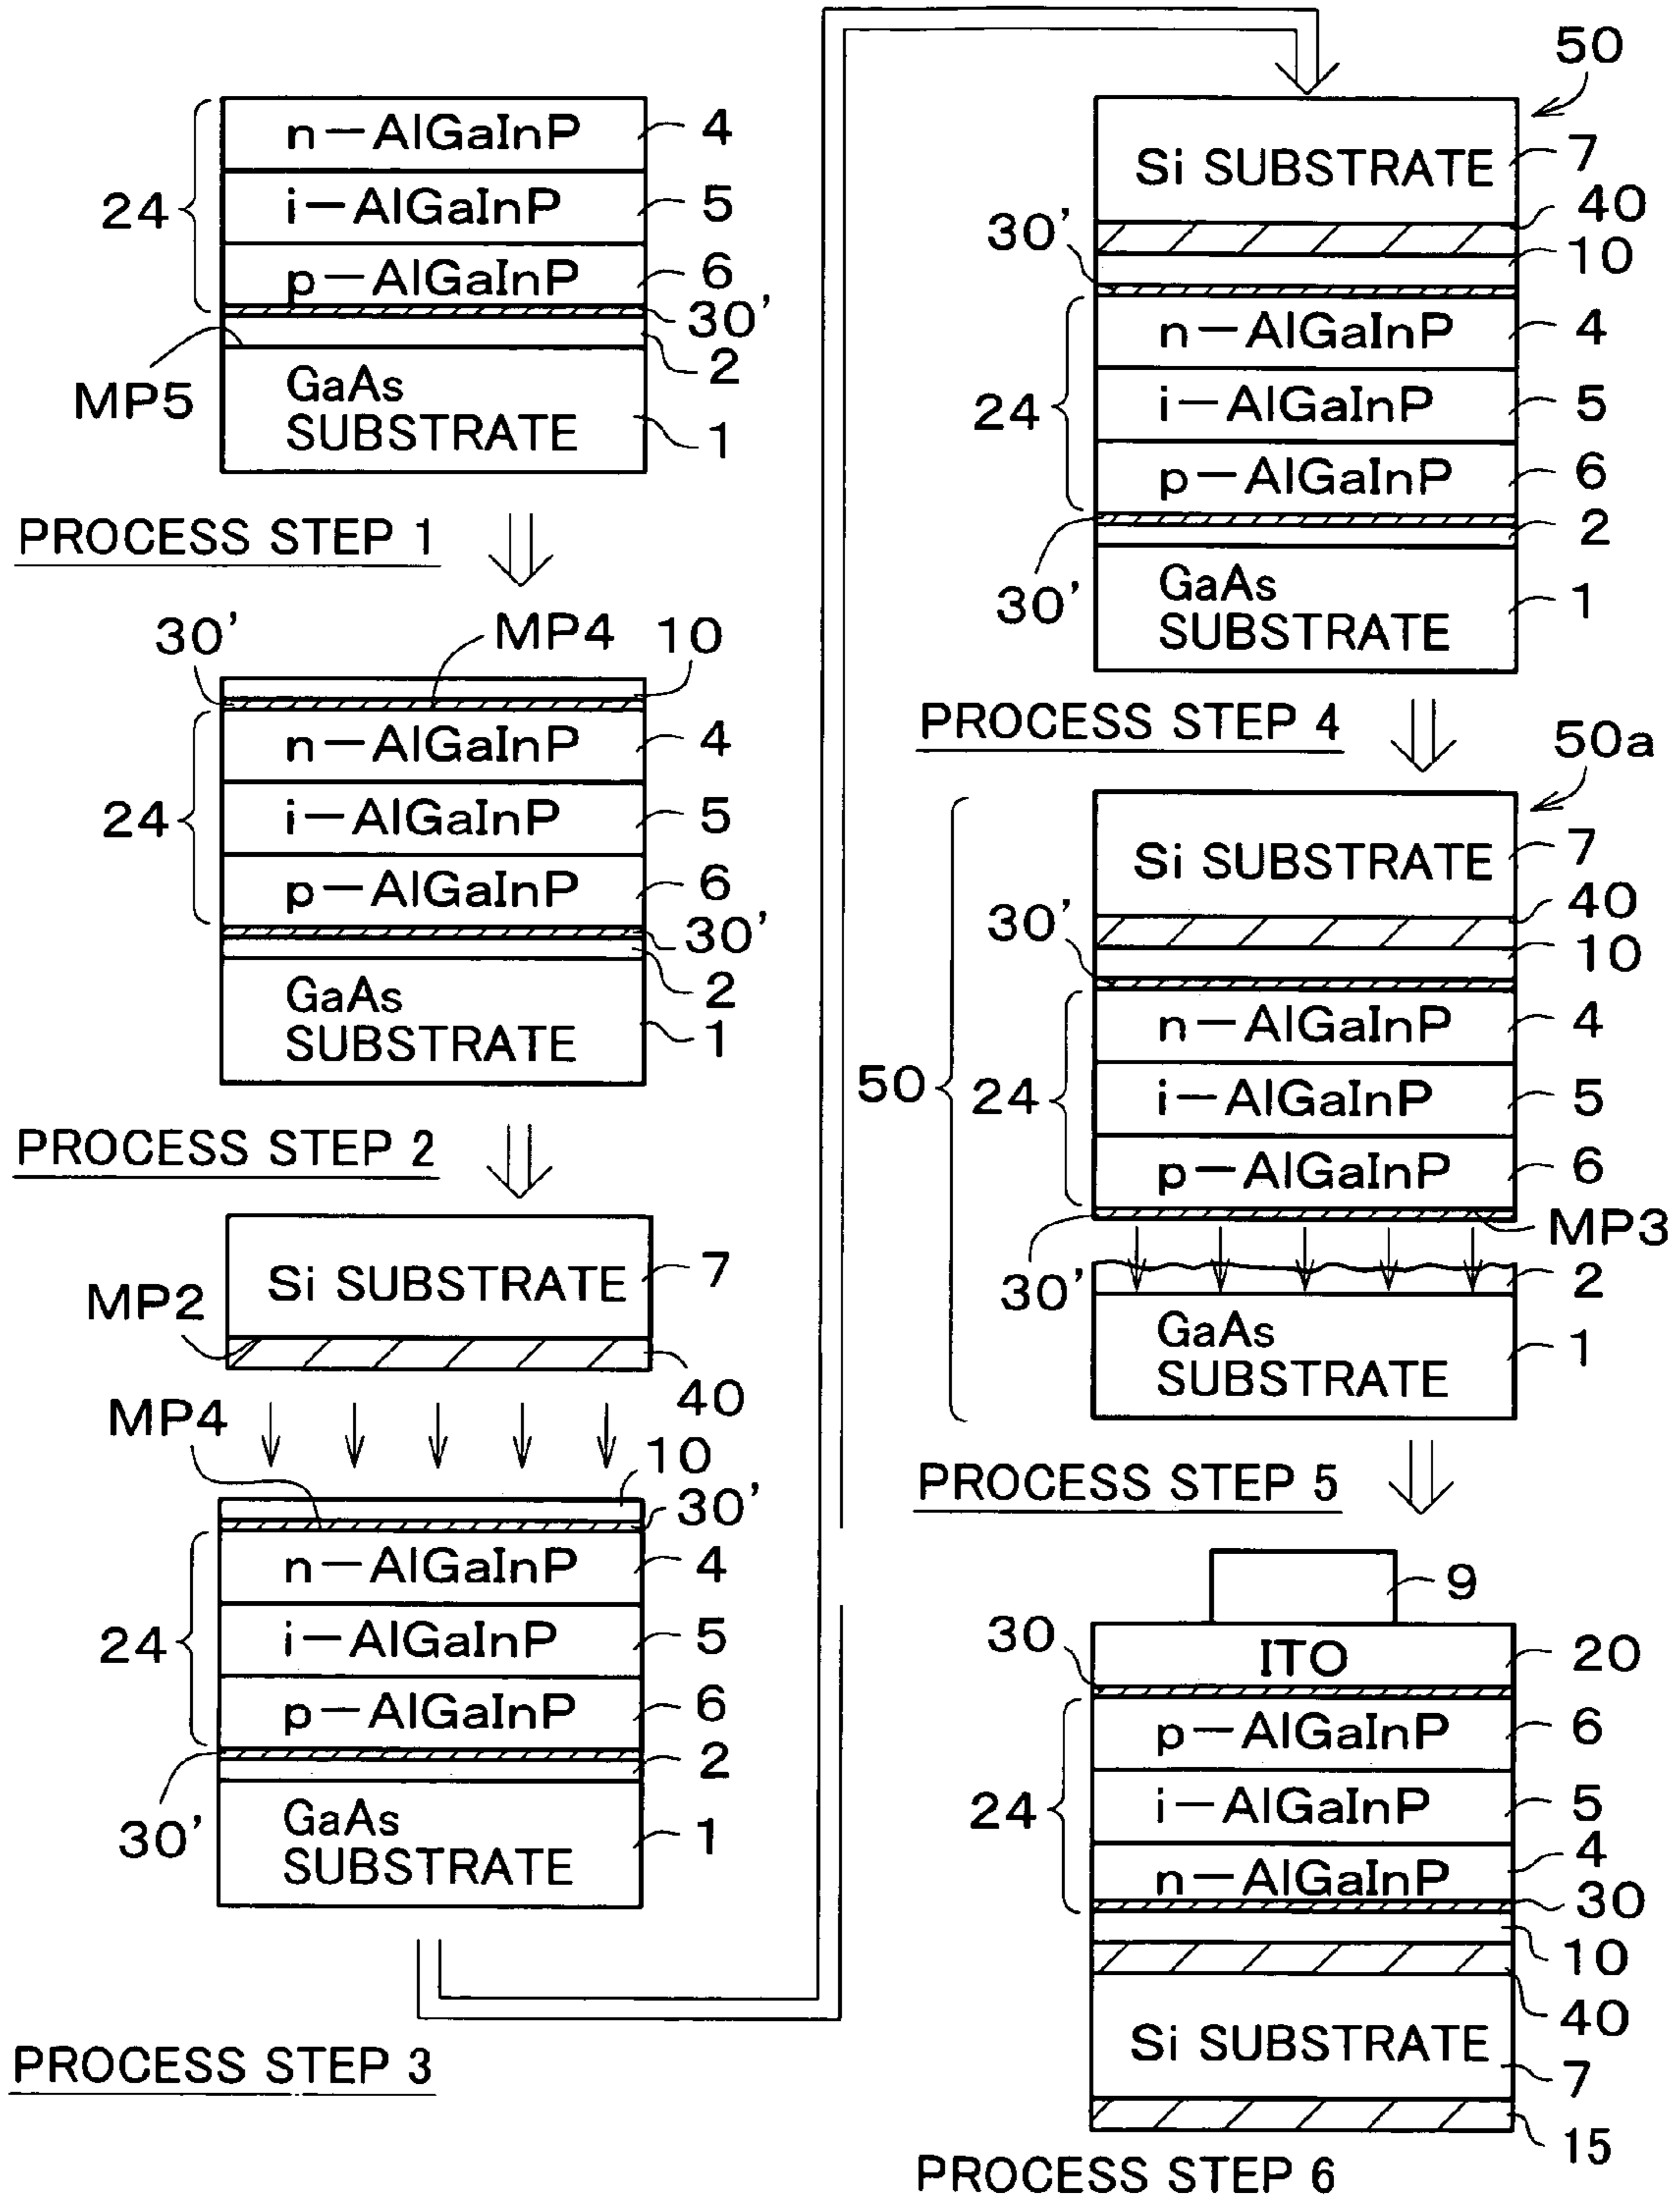 n-AlGaInP 4
24 i-AlGaInP 5
p-AlGaInP 6
30'
2
MP5
GaAs
SUBSTRATE 1
PROCESS STEP 1
30' MP4 10
n-AlGaInP 4
24 i-AlGaInP 5
p-AlGaInP 6
30'
2
GaAs
SUBSTRATE 1
PROCESS STEP 2
Si SUBSTRATE 7
MP2
40
MP4
10
30'
n-AlGaInP 4
24 i-AlGaInP 5
p-AlGaInP 6
2
30'
GaAs
SUBSTRATE 1
PROCESS STEP 3
50
Si SUBSTRATE 7
40
30'
10
n-AlGaInP 4
24 i-AlGaInP 5
p-AlGaInP 6
2
30'
GaAs
SUBSTRATE 1
PROCESS STEP 4
50a
Si SUBSTRATE 7
40
30'
10
n-AlGaInP 4
50 24 i-AlGaInP 5
p-AlGaInP 6
MP3
30'
2
GaAs
SUBSTRATE 1
PROCESS STEP 5
9
30
ITO 20
p-AlGaInP 6
24 i-AlGaInP 5
4
n-AlGaInP
30
10
40
Si SUBSTRATE
7
15
PROCESS STEP 6